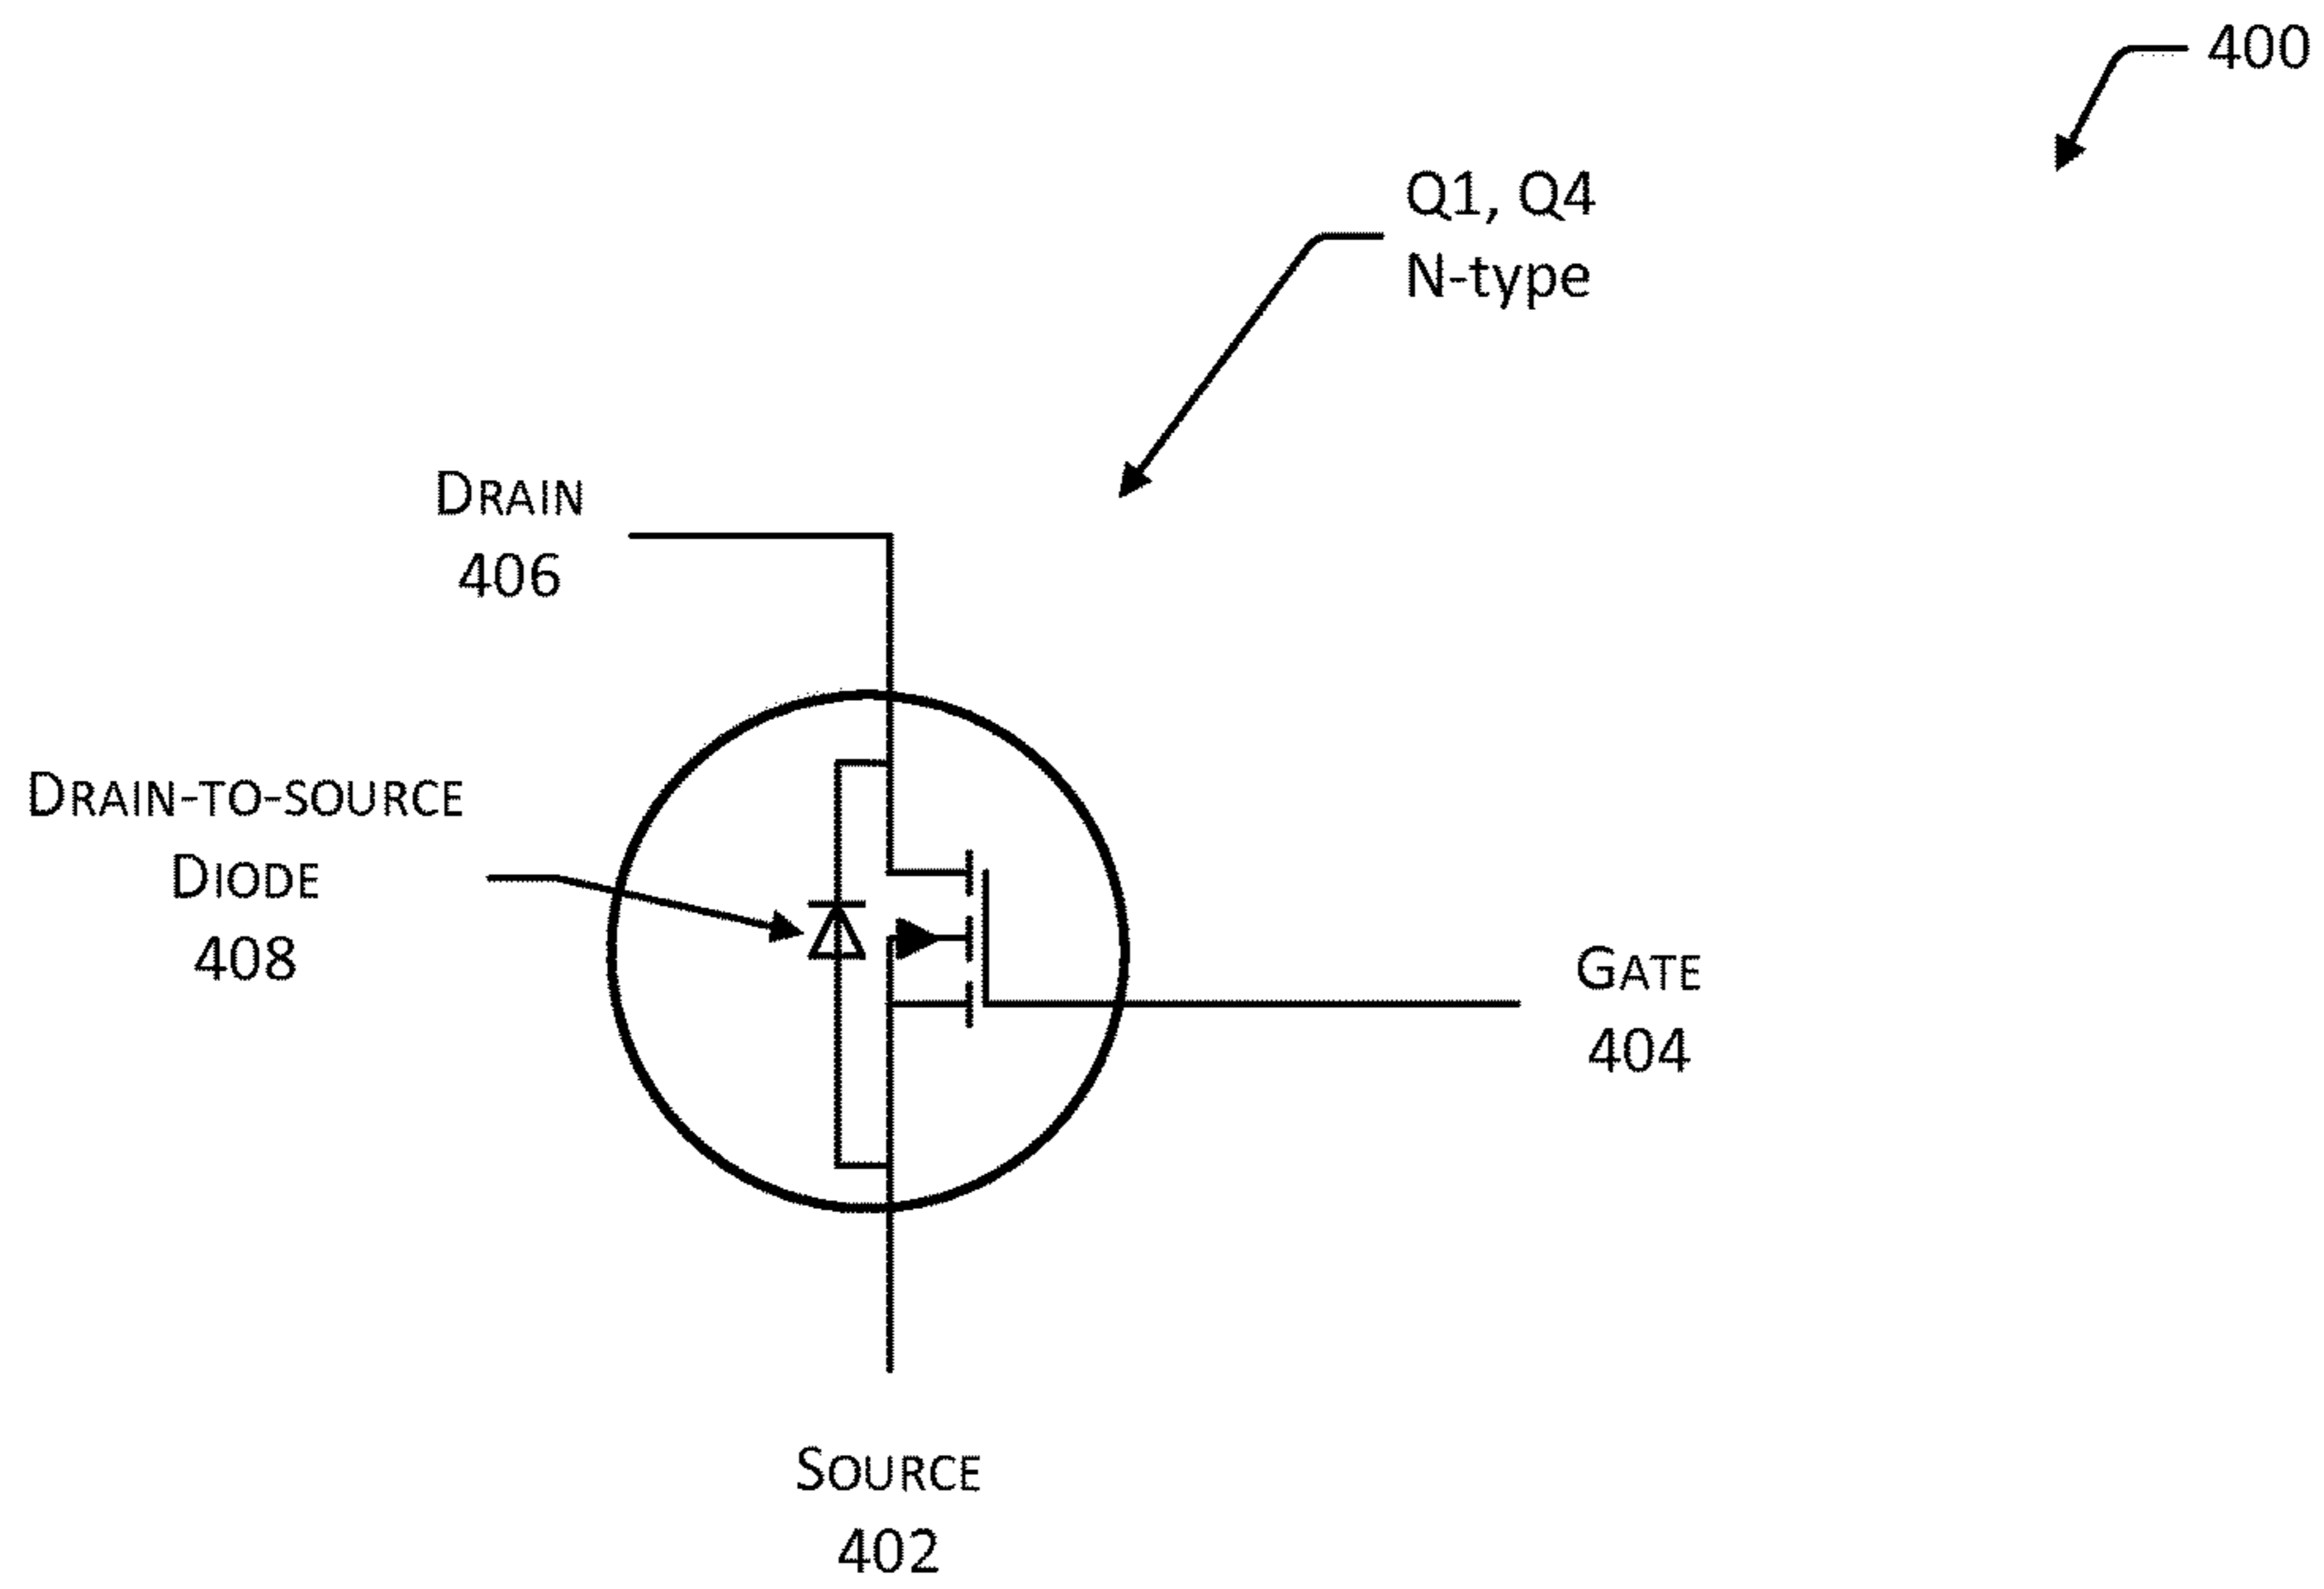 400
Q1, Q4
N-type
DRAIN
406
DRAIN-TO-SOURCE
DIODE
408
GATE
404
SOURCE
402